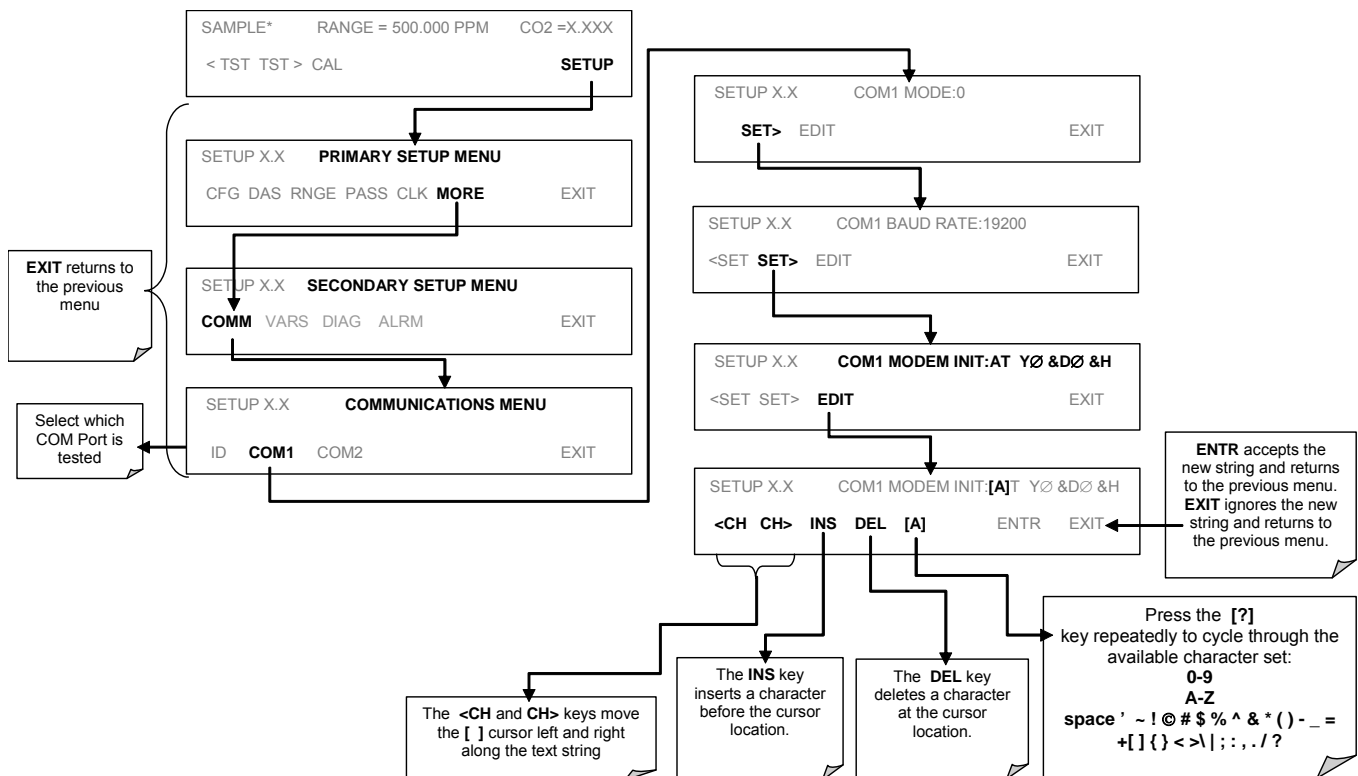 SAMPLE* RANGE = 500.000 PPM CO2 =X.XXX
< TST TST > CAL SETUP
SETUP X.X PRIMARY SETUP MENU
CFG DAS RNGE PASS CLK MORE EXIT
SETUP X.X SECONDARY SETUP MENU
COMM VARS DIAG ALRM EXIT
SETUP X.X COMMUNICATIONS MENU
ID COM1 COM2 EXIT
EXIT returns to
the previous
menu
Select which
COM Port is
tested
SETUP X.X COM1 MODE:0
SET> EDIT EXIT
SETUP X.X COM1 BAUD RATE:19200
<SET SET> EDIT EXIT
SETUP X.X COM1 MODEM INIT:AT Y∅ &D∅ &H
<SET SET> EDIT EXIT
SETUP X.X COM1 MODEM INIT:[A]T Y∅ &D∅ &H
<CH CH> INS DEL [A] ENTR EXIT
ENTR accepts the
new string and returns
to the previous menu.
EXIT ignores the new
string and returns to
the previous menu.
The <CH and CH> keys move
the [ ] cursor left and right
along the text string
The INS key
inserts a character
before the cursor
location.
The DEL key
deletes a character
at the cursor
location.
Press the [?]
key repeatedly to cycle through the
available character set:
0-9
A-Z
space ’ ~ ! © # $ % ^ & * ( ) - _ =
+[ ] { } < >\ | ; : , . / ?